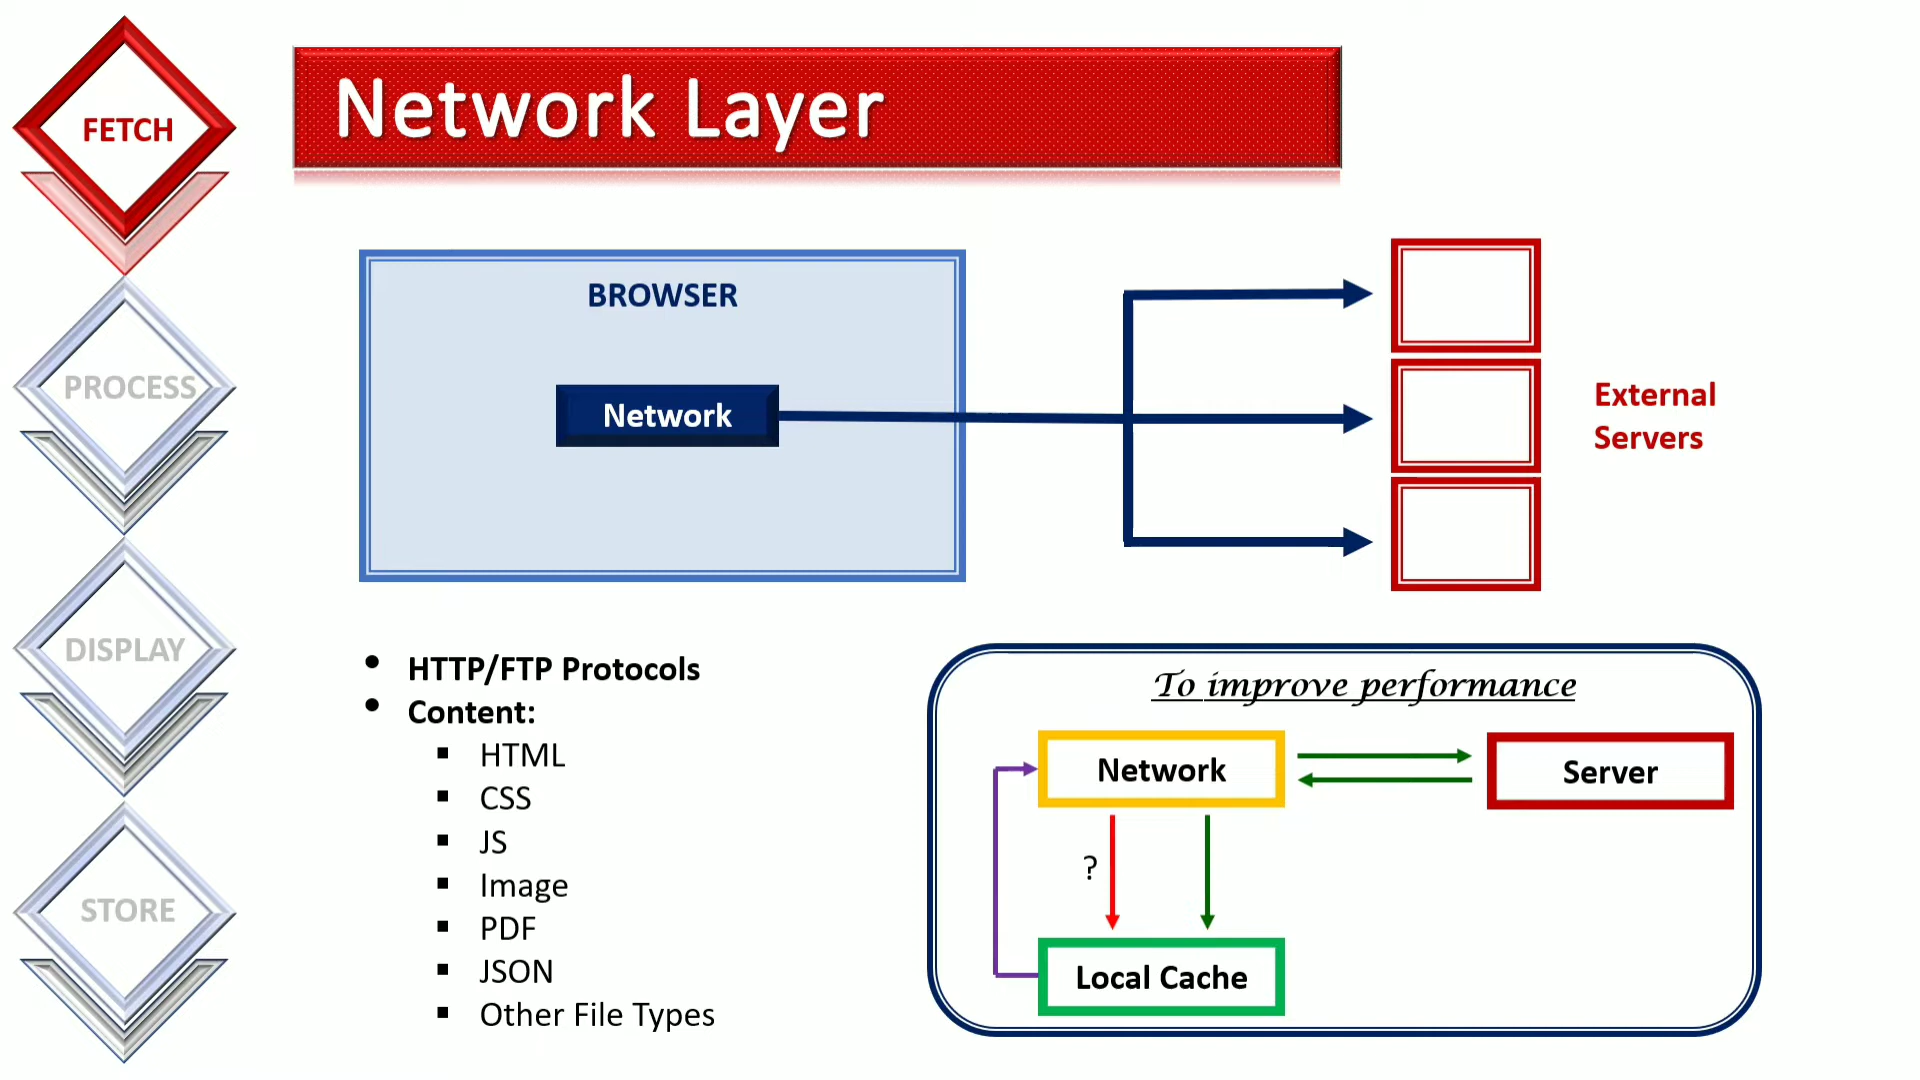 FETCH
PROCESS
DISPLAY
STORE
Network Layer
BROWSER
Network
External
Servers
• HTTP/FTP Protocols
• Content:
▪ HTML
▪ CSS
▪ JS
▪ Image
▪ PDF
▪ JSON
▪ Other File Types
To improve performance
Network
Server
?
Local Cache